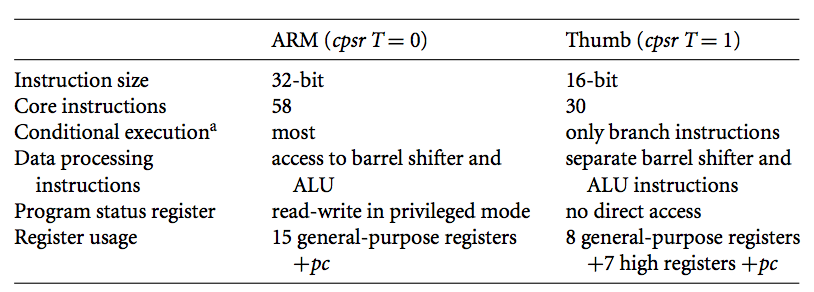 ARM (cpsr T = 0) Thumb (cpsr T = 1)
Instruction size 32-bit 16-bit
Core instructions 58 30
Conditional executionᵃ most only branch instructions
Data processing access to barrel shifter and separate barrel shifter and
instructions ALU ALU instructions
Program status register read-write in privileged mode no direct access
Register usage 15 general-purpose registers 8 general-purpose registers
+pc +7 high registers +pc